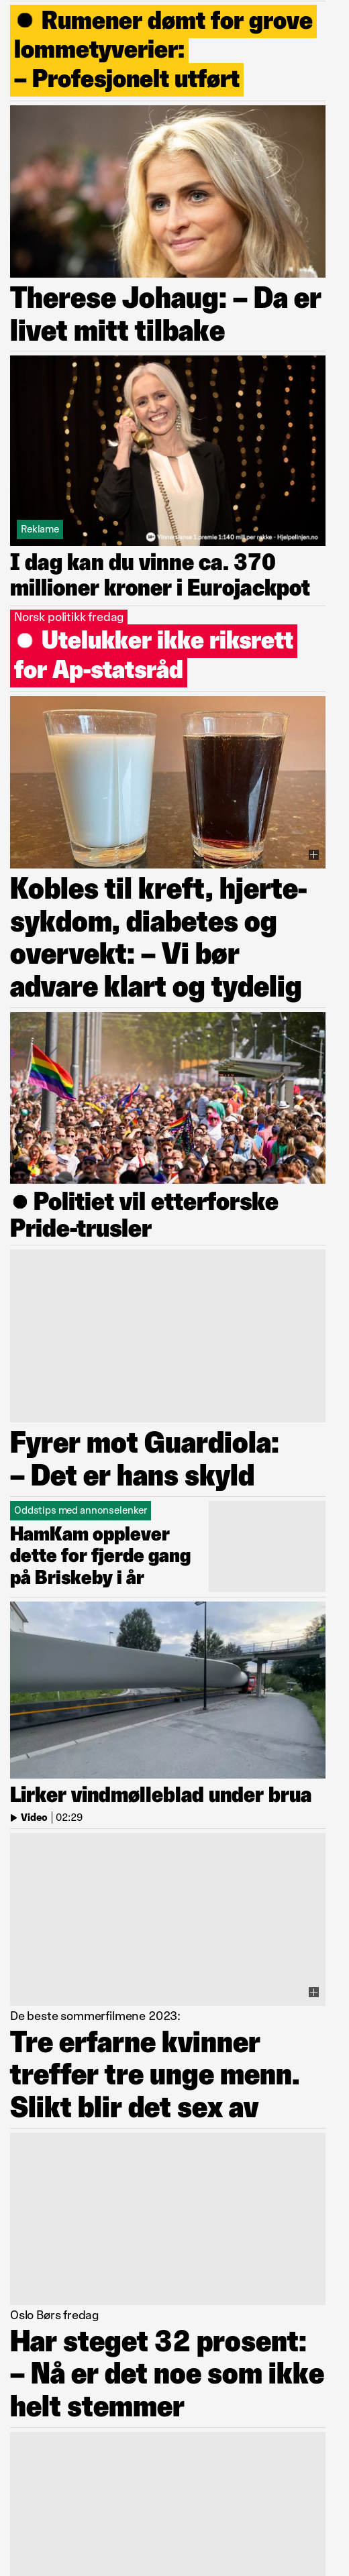 ● Rumener dømt for grove
lommetyverier:
– Profesjonelt utført
Therese Johaug: – Da er
livet mitt tilbake
Reklame
18+ Vinnersjanse 1.premie 1:140 mill per rekke - Hjelpelinjen.no
I dag kan du vinne ca. 370
millioner kroner i Eurojackpot
Norsk politikk fredag
● Utelukker ikke riksrett
for Ap-statsråd
Kobles til kreft, hjerte-
sykdom, diabetes og
overvekt: – Vi bør
advare klart og tydelig
● Politiet vil etterforske
Pride-trusler
Fyrer mot Guardiola:
– Det er hans skyld
Oddstips med annonselenker
HamKam opplever
dette for fjerde gang
på Briskeby i år
Lirker vindmølleblad under brua
Video | 02:29
De beste sommerfilmene 2023:
Tre erfarne kvinner
treffer tre unge menn.
Slikt blir det sex av
Oslo Børs fredag
Har steget 32 prosent:
– Nå er det noe som ikke
helt stemmer